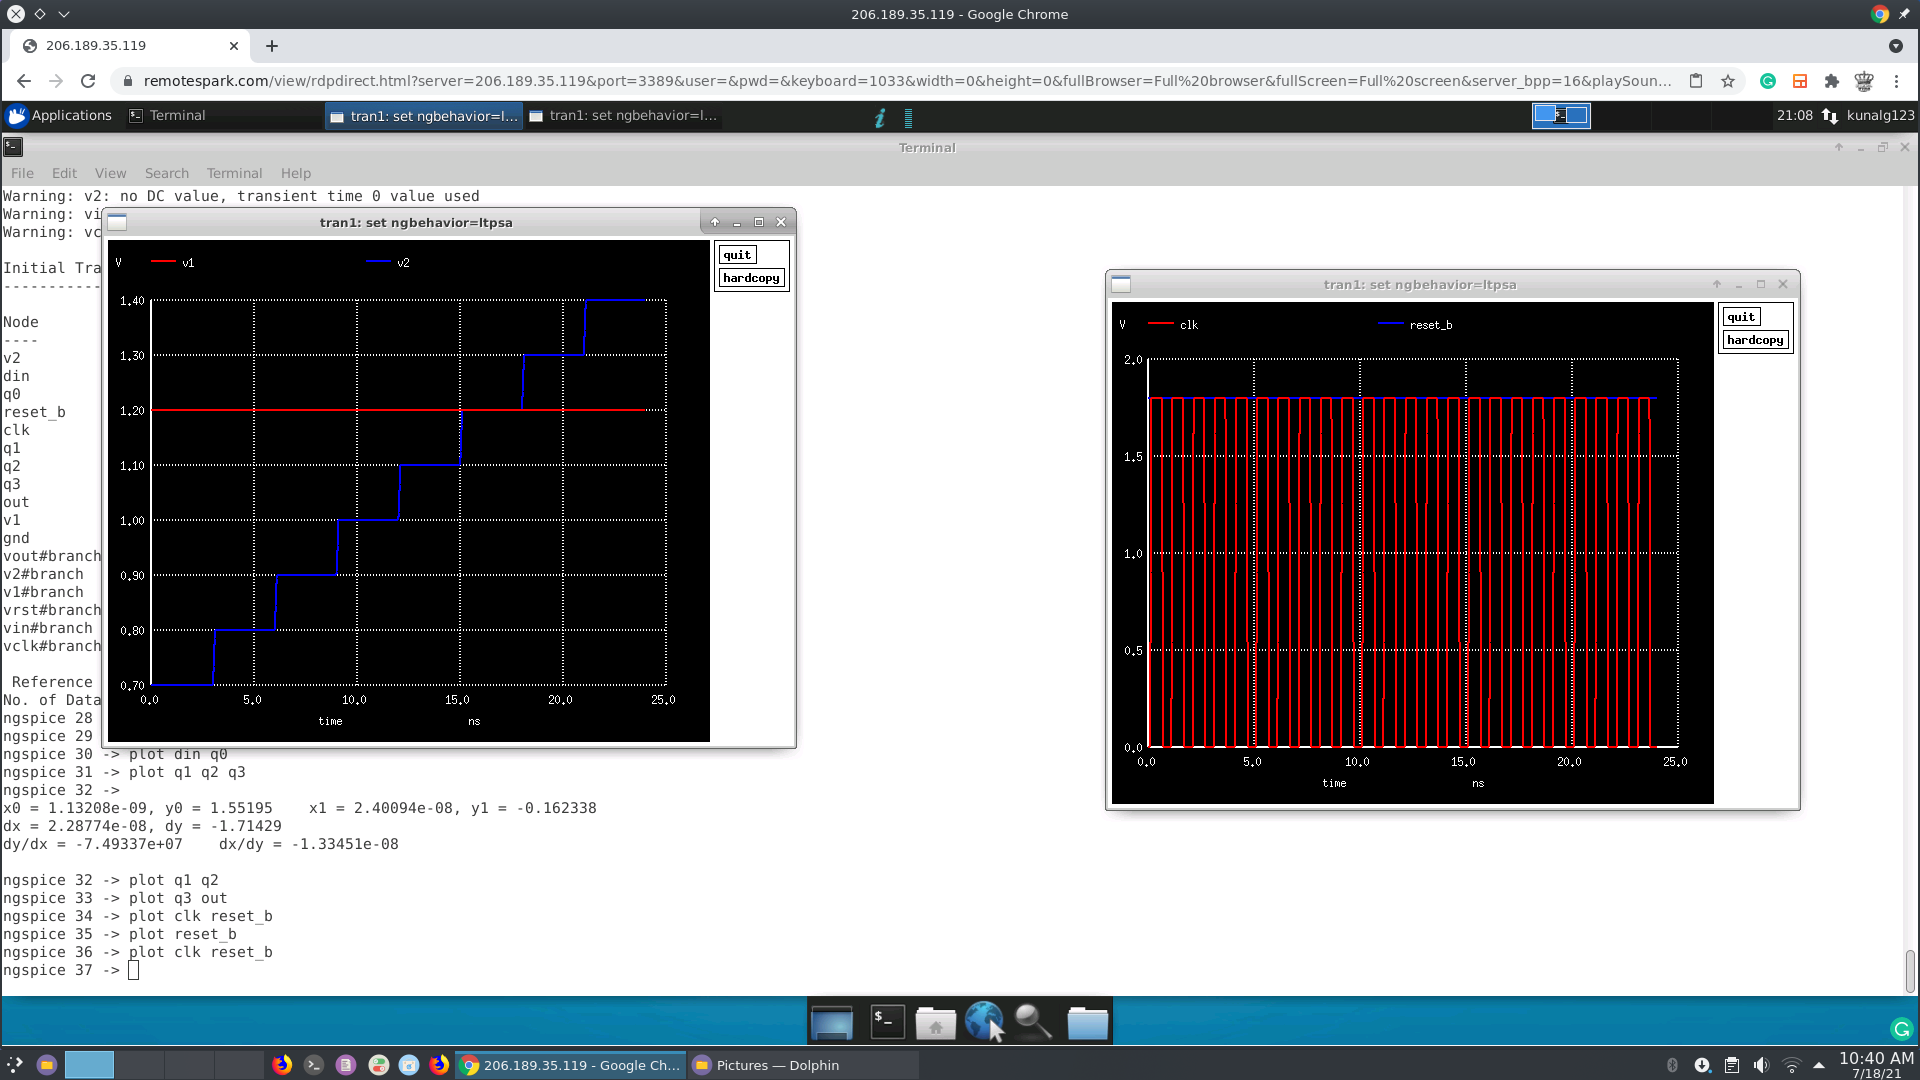 206.189.35.119 - Google Chrome
206.189.35.119
remotespark.com/view/rdpdirect.html?server=206.189.35.119&port=3389&user=&pwd=&keyboard=1033&width=0&height=0&fullBrowser=Full%20browser&fullScreen=Full%20screen&server_bpp=16&playSoun...
Applications
Terminal
tran1: set ngbehavior=l...
tran1: set ngbehavior=l...
21:08
kunalg123
Terminal
File Edit View Search Terminal Help
Warning: v2: no DC value, transient time 0 value used
Warning: vi
Warning: vc
Initial Tra
-----------
Node
----
v2
din
q0
reset_b
clk
q1
q2
q3
out
v1
gnd
vout#branch
v2#branch
v1#branch
vrst#branch
vin#branch
vclk#branch
Reference
No. of Data
ngspice 28
ngspice 29
ngspice 30 -> plot din q0
ngspice 31 -> plot q1 q2 q3
ngspice 32 ->
x0 = 1.13208e-09, y0 = 1.55195    x1 = 2.40094e-08, y1 = -0.162338
dx = 2.28774e-08, dy = -1.71429
dy/dx = -7.49337e+07    dx/dy = -1.33451e-08
ngspice 32 -> plot q1 q2
ngspice 33 -> plot q3 out
ngspice 34 -> plot clk reset_b
ngspice 35 -> plot reset_b
ngspice 36 -> plot clk reset_b
ngspice 37 ->
tran1: set ngbehavior=ltpsa
quit
hardcopy
V v1 v2
1.40
1.30
1.20
1.10
1.00
0.90
0.80
0.70
0.0 5.0 10.0 15.0 20.0 25.0
time ns
tran1: set ngbehavior=ltpsa
quit
hardcopy
V clk reset_b
2.0
1.5
1.0
0.5
0.0
0.0 5.0 10.0 15.0 20.0 25.0
time ns
206.189.35.119 - Google Ch...
Pictures — Dolphin
10:40 AM
7/18/21